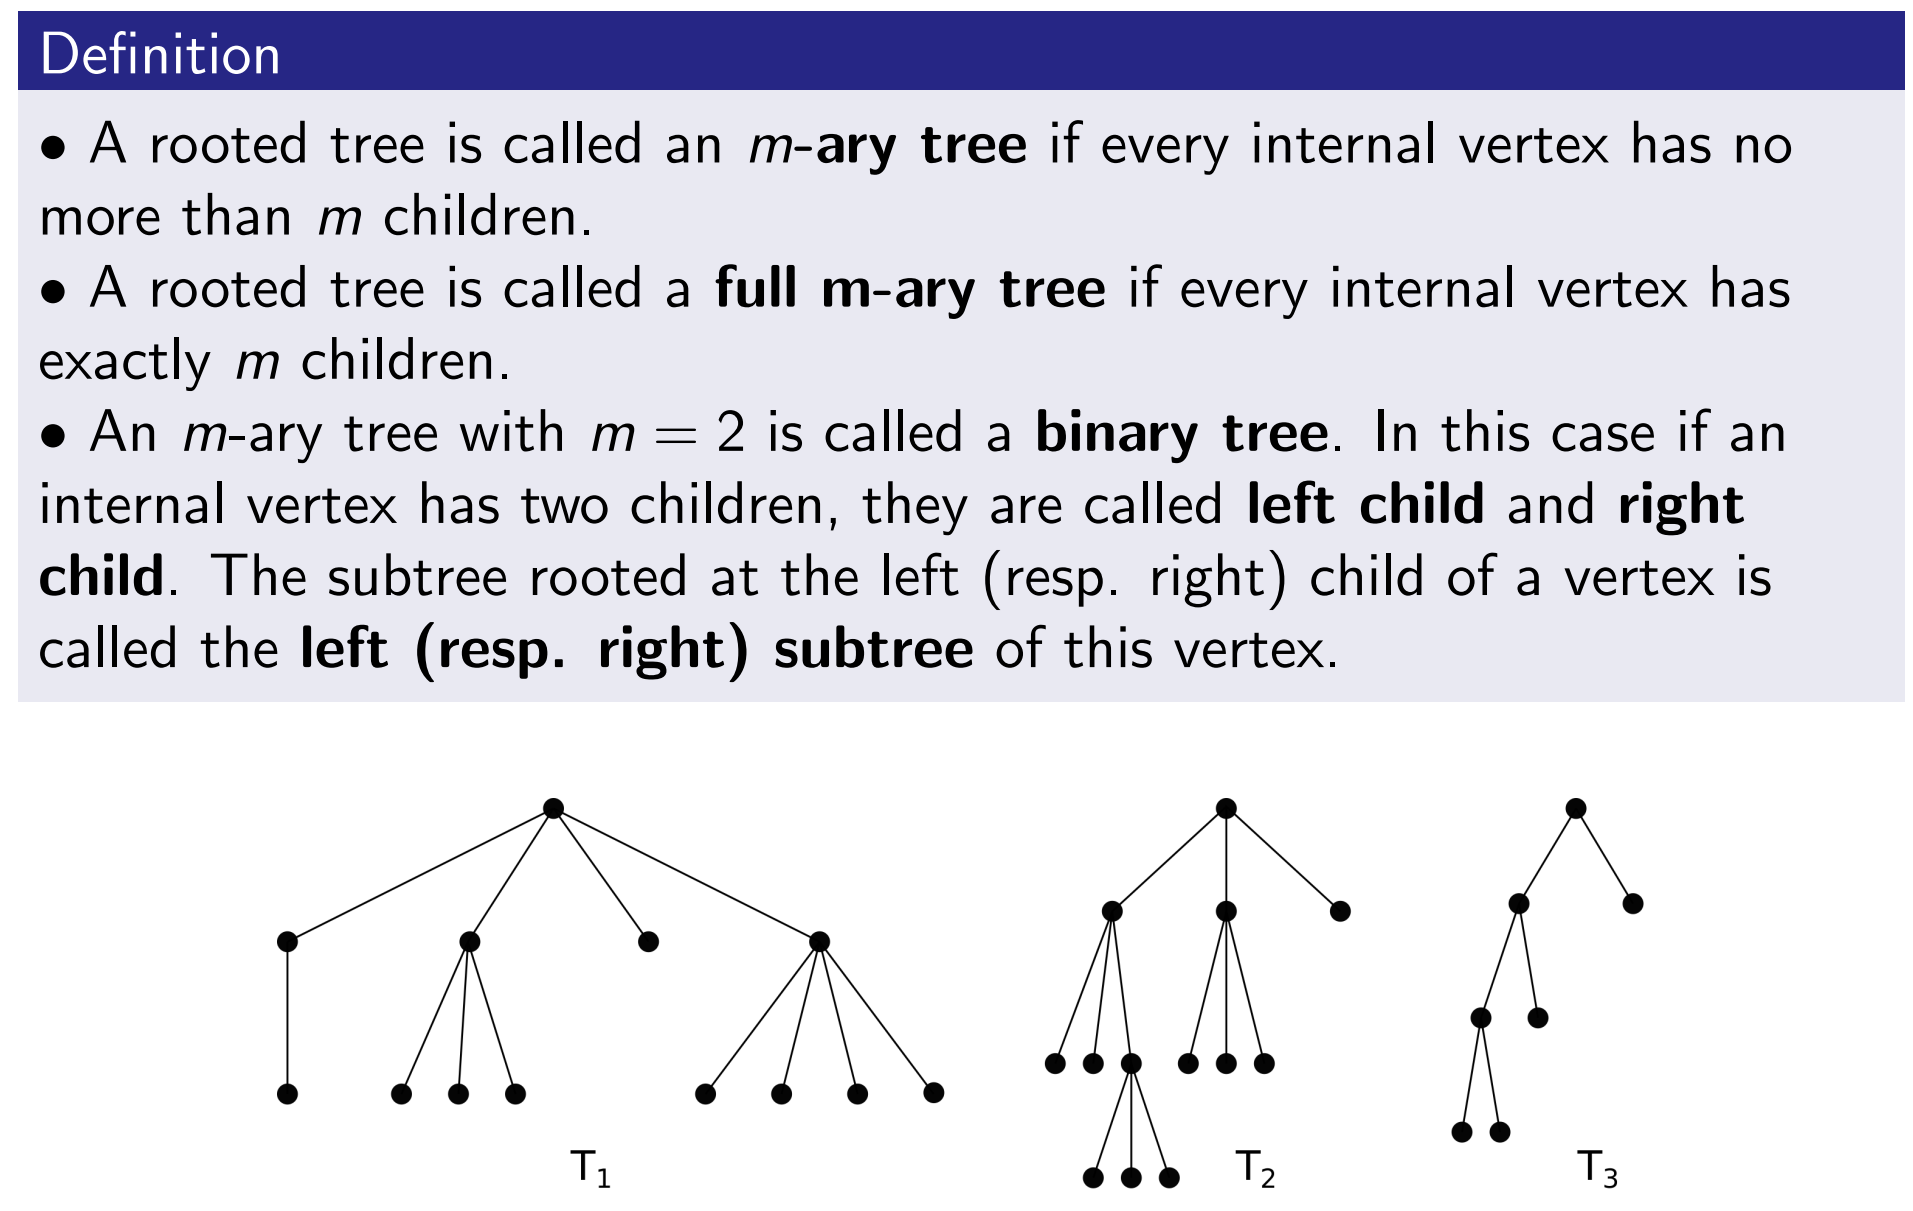 Definition
• A rooted tree is called an m-ary tree if every internal vertex has no
more than m children.
• A rooted tree is called a full m-ary tree if every internal vertex has
exactly m children.
• An m-ary tree with m = 2 is called a binary tree. In this case if an
internal vertex has two children, they are called left child and right
child. The subtree rooted at the left (resp. right) child of a vertex is
called the left (resp. right) subtree of this vertex.
T₁ T₂ T₃